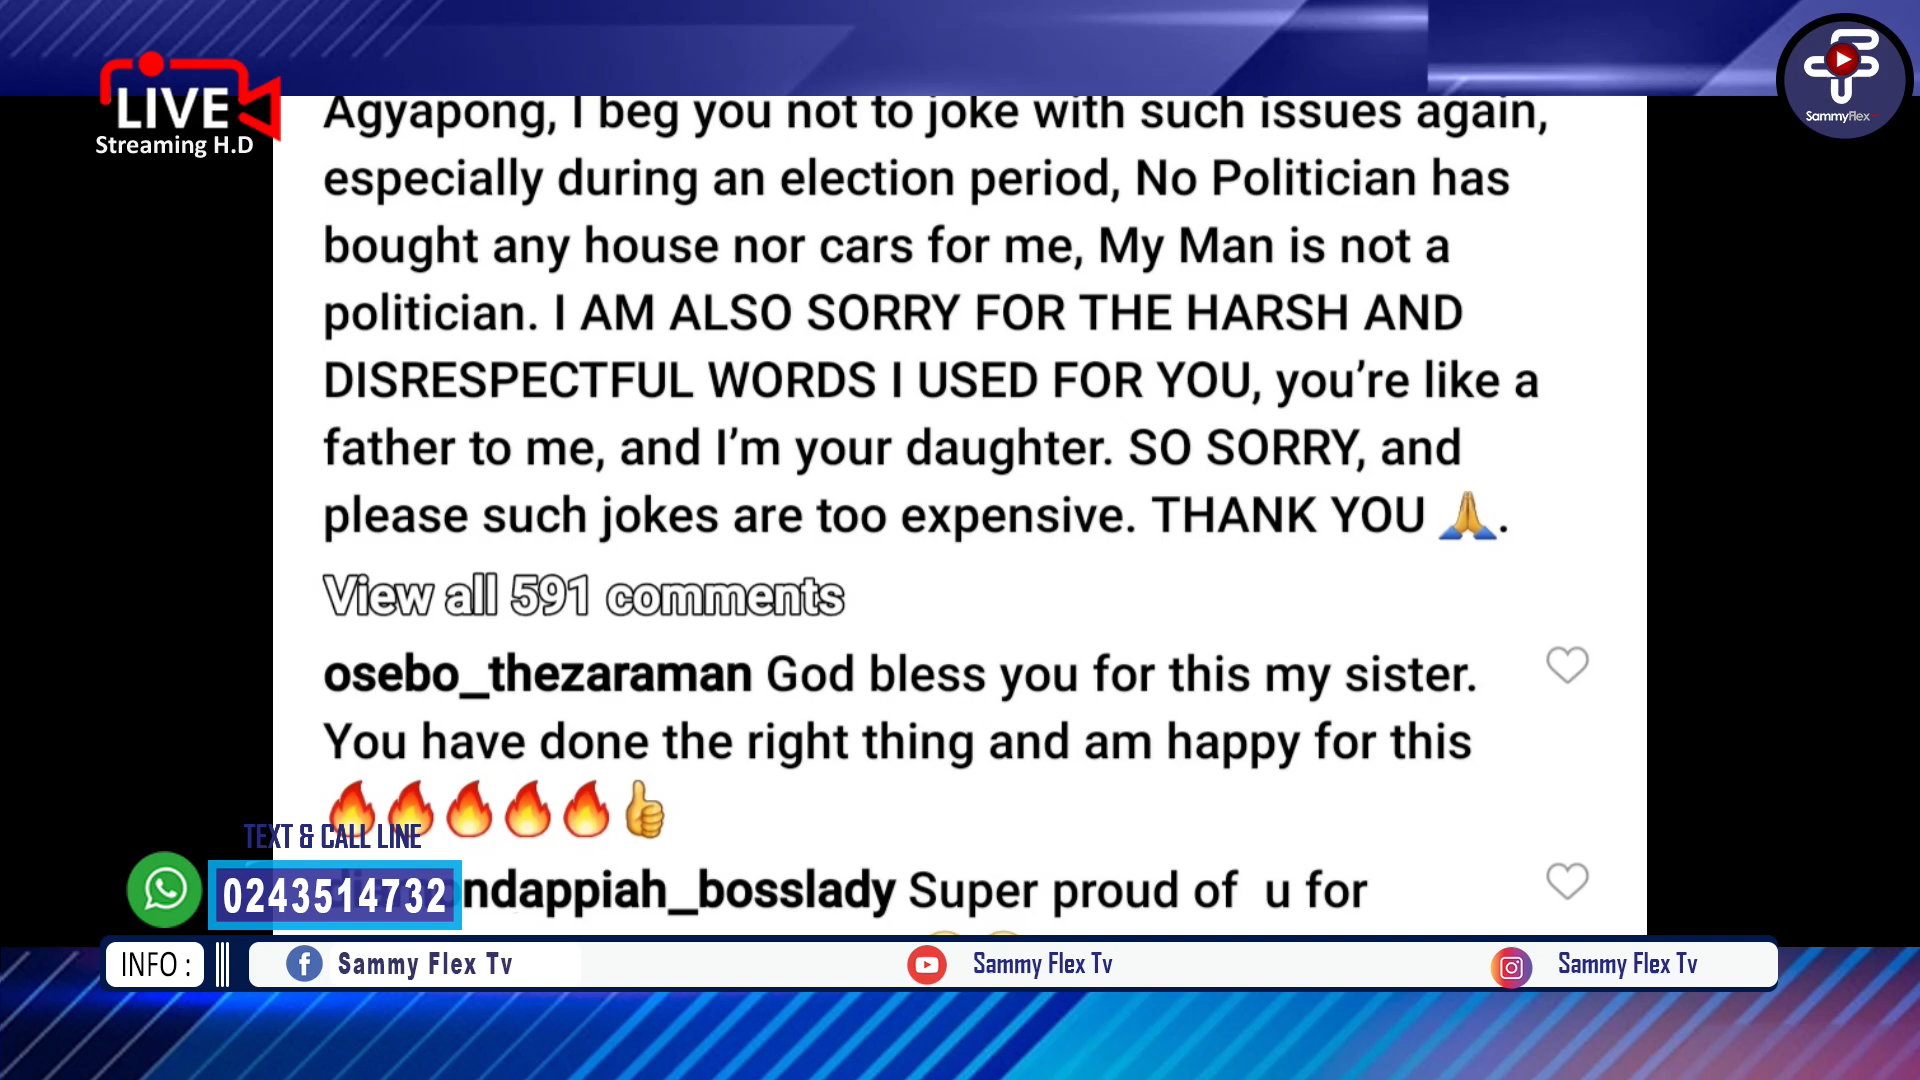 LIVE
Streaming H.D
SammyFlex
Agyapong, I beg you not to joke with such issues again,
especially during an election period, No Politician has
bought any house nor cars for me, My Man is not a
politician. I AM ALSO SORRY FOR THE HARSH AND
DISRESPECTFUL WORDS I USED FOR YOU, you’re like a
father to me, and I’m your daughter. SO SORRY, and
please such jokes are too expensive. THANK YOU 🙏.
View all 591 comments
osebo_thezaraman God bless you for this my sister.
You have done the right thing and am happy for this
🔥🔥🔥🔥🔥👍
TEXT & CALL LINE
0243514732
Super proud of u for
INFO :
Sammy Flex Tv
Sammy Flex Tv
Sammy Flex Tv